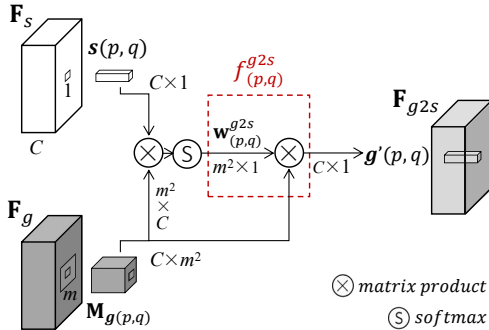 F_s
s(p, q)
1
C
C×1
f^{g2s}_{(p,q)}
w^{g2s}_{(p,q)}
m²×1
C×1
g'(p, q)
F_{g2s}
m²
×
C
F_g
m
M_{g(p,q)}
C×m²
⊗ matrix product
Ⓢ softmax